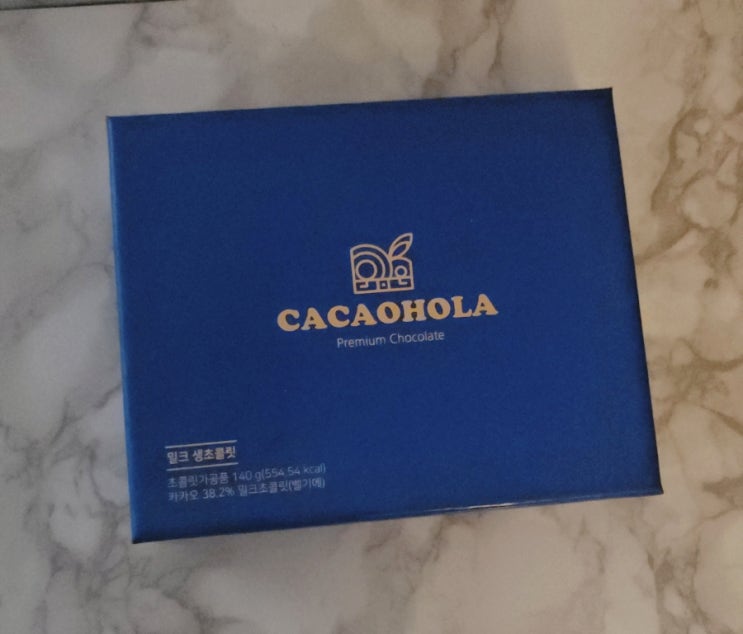 CACAOHOLA
Premium Chocolate
밀크 생초콜릿
초콜릿가공품 140 g(554.54 kcal)
카카오 38.2% 밀크초콜릿(벨기에)